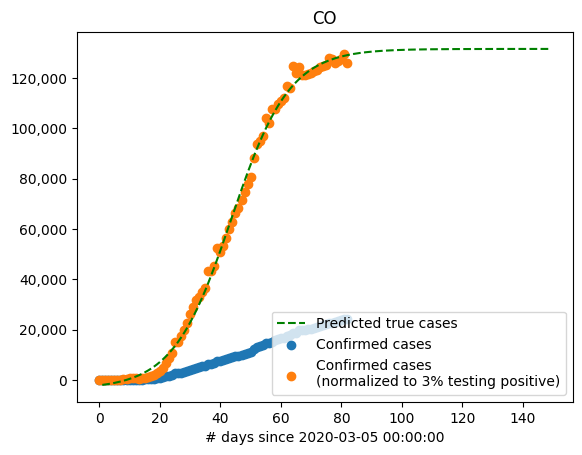 CO
120,000
100,000
80,000
60,000
40,000
20,000
0
Predicted true cases
Confirmed cases
Confirmed cases
(normalized to 3% testing positive)
0 20 40 60 80 100 120 140
# days since 2020-03-05 00:00:00